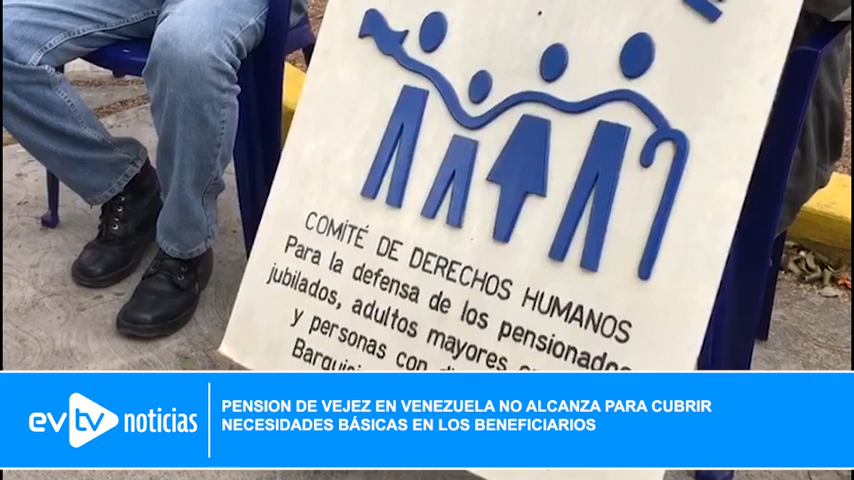 COMITÉ DE DERECHOS HUMANOS
Para la defensa de los pensionados
jubilados, adultos mayores
y personas con
evtv noticias
PENSION DE VEJEZ EN VENEZUELA NO ALCANZA PARA CUBRIR
NECESIDADES BÁSICAS EN LOS BENEFICIARIOS